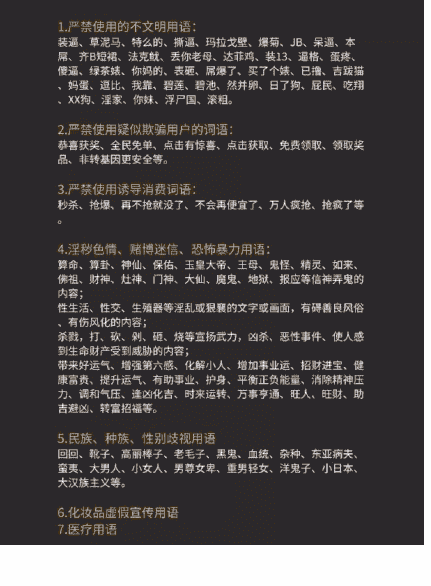 1.严禁使用的不文明用语:
装逼、草泥马、特么的、撕逼、玛拉戈壁、爆菊、JB、呆逼、本
屌、齐B短裙、法克鱿、丢你老母、达菲鸡、装13、逼格、蛋疼、
傻逼、绿茶婊、你妈的、表砸、屌爆了、买了个婊、已撸、吉跋猫
、妈蛋、逗比、我靠、碧莲、碧池、然并卵、日了狗、屁民、吃翔
、XX狗、淫家、你妹、浮尸国、滚粗。
2.严禁使用疑似欺骗用户的词语:
恭喜获奖、全民免单、点击有惊喜、点击获取、免费领取、领取奖
品、非转基因更安全等。
3.严禁使用诱导消费词语:
秒杀、抢爆、再不抢就没了、不会再便宜了、万人疯抢、抢疯了等
。
4.淫秽色情、赌博迷信、恐怖暴力用语:
算命、算卦、神仙、保佑、玉皇大帝、王母、鬼怪、精灵、如来、
佛祖、财神、灶神、门神、大仙、魔鬼、地狱、报应等信神弄鬼的
内容;
性生活、性交、生殖器等淫乱或狠亵的文字或画面，有碍善良风俗
、有伤风化的内容;
杀戮，打、砍、剁、砸、烧等宣扬武力，凶杀、恶性事件、使人感
到生命财产受到威胁的内容;
带来好运气、增强第六感、化解小人、增加事业运、招财进宝、健
康富贵、提升运气、有助事业、护身、平衡正负能量、消除精神压
力、调和气压、逢凶化吉、时来运转、万事亨通、旺人、旺财、助
吉避凶、转富招福等。
5.民族、种族、性别歧视用语
回回、靴子、高丽棒子、老毛子、黑鬼、血统、杂种、东亚病夫、
蛮夷、大男人、小女人、男尊女卑、重男轻女、洋鬼子、小日本、
大汉族主义等。
6.化妆品虚假宣传用语
7.医疗用语